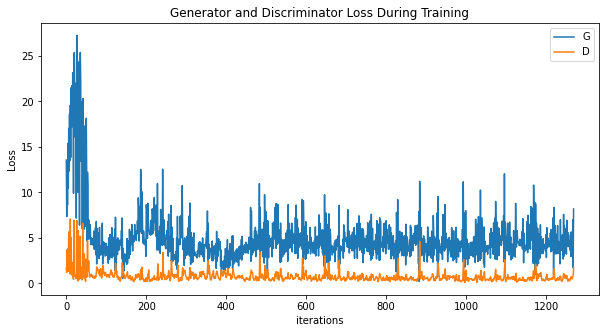 Generator and Discriminator Loss During Training
G
D
Loss
25
20
15
10
5
0
0 200 400 600 800 1000 1200
iterations